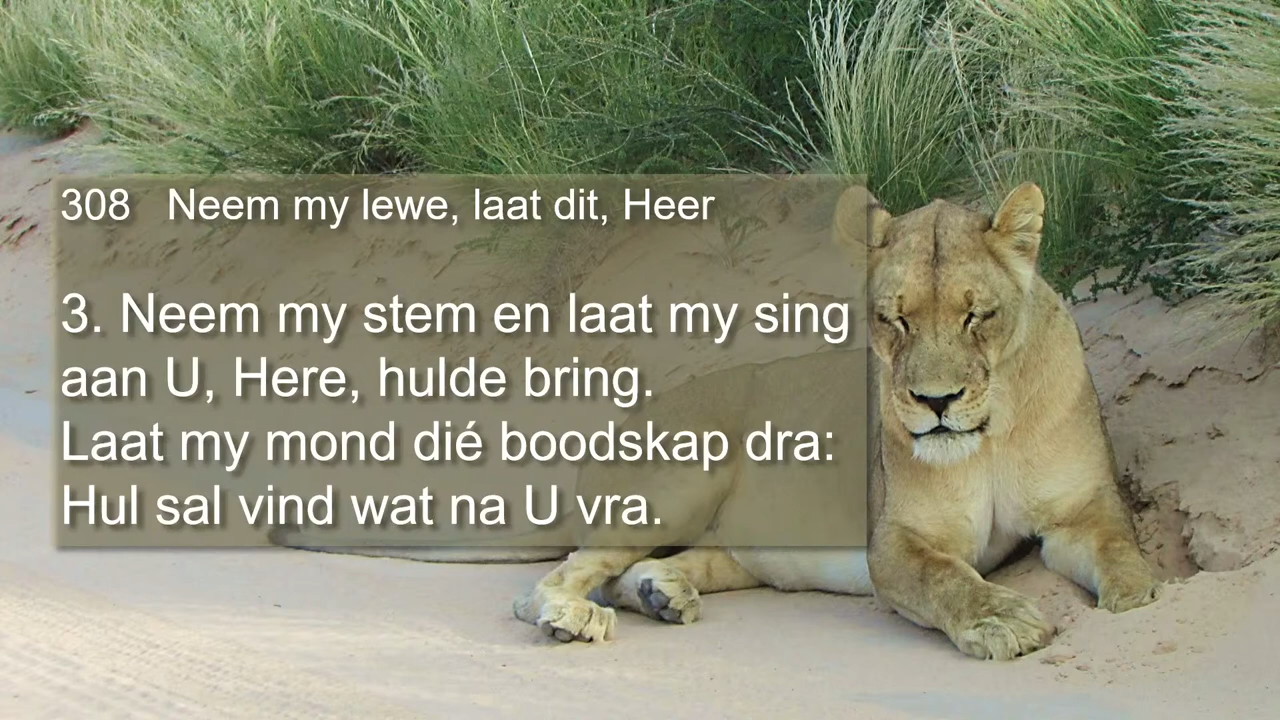 308 Neem my lewe, laat dit, Heer
3. Neem my stem en laat my sing
aan U, Here, hulde bring.
Laat my mond dié boodskap dra:
Hul sal vind wat na U vra.